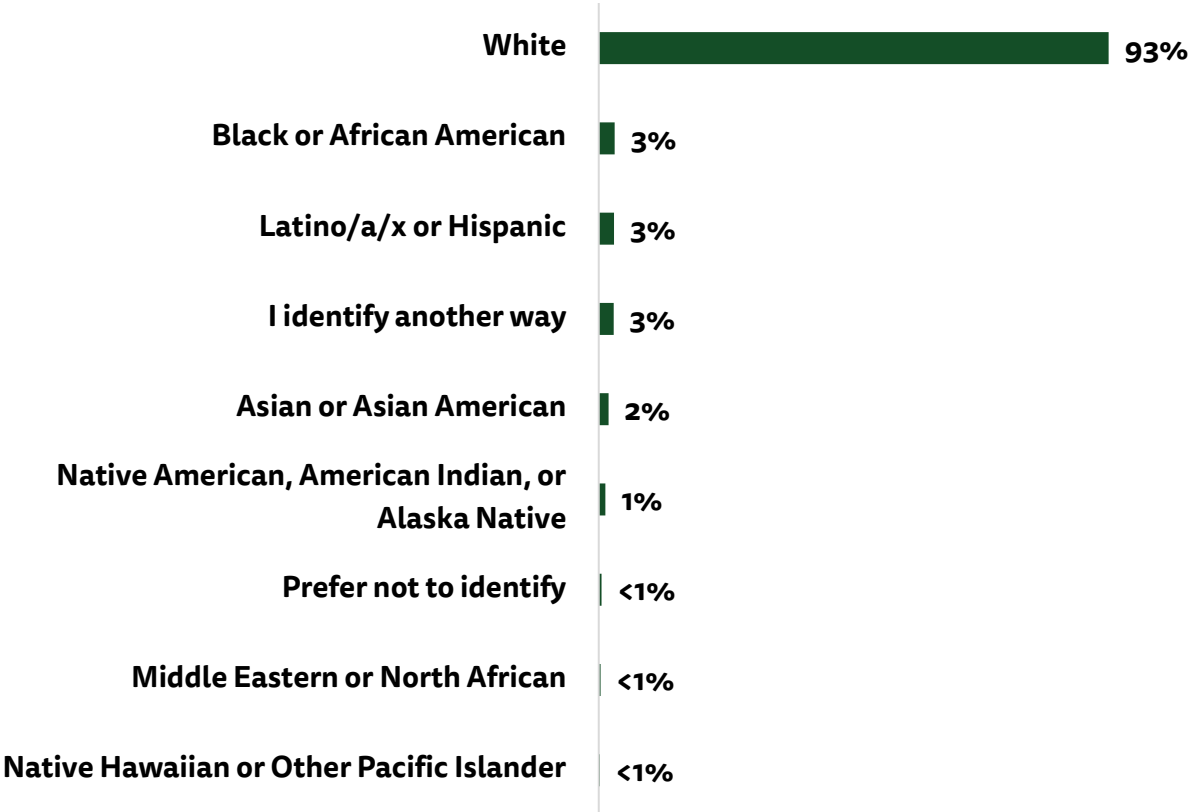 White 93%
Black or African American 3%
Latino/a/x or Hispanic 3%
I identify another way 3%
Asian or Asian American 2%
Native American, American Indian, or
Alaska Native 1%
Prefer not to identify <1%
Middle Eastern or North African <1%
Native Hawaiian or Other Pacific Islander <1%